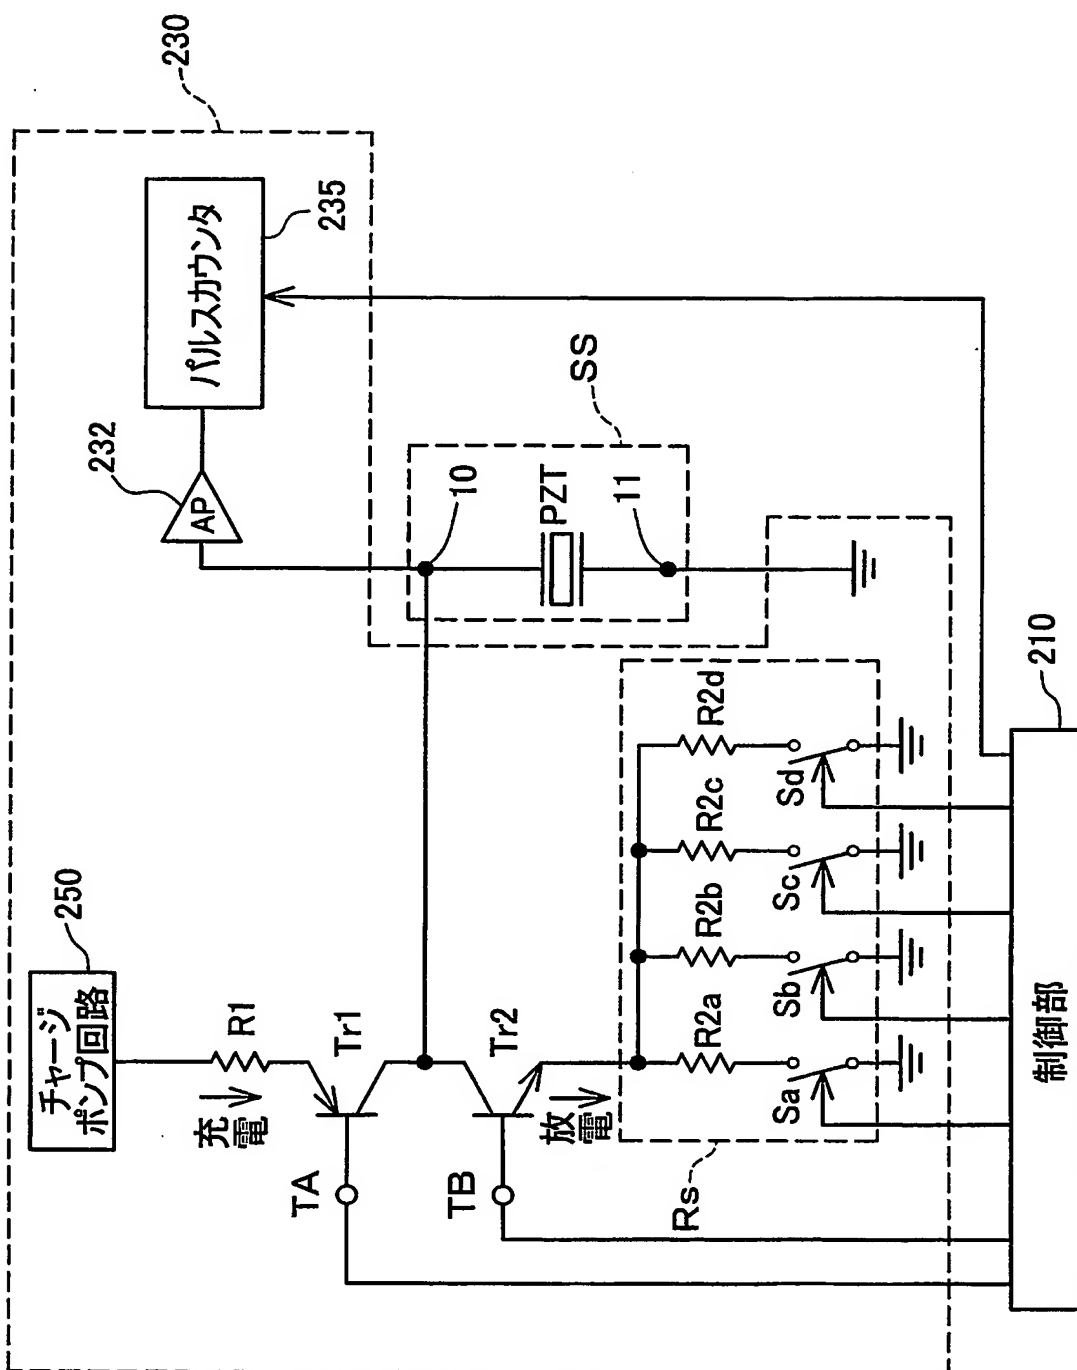 230
パルスカウンタ
235
232
AP
SS
10
PZT
11
250
チャージ
ポンプ回路
R1
充電
Tr1
TA
Tr2
TB
放電
R2a
R2b
R2c
R2d
Sa
Sb
Sc
Sd
Rs
210
制御部